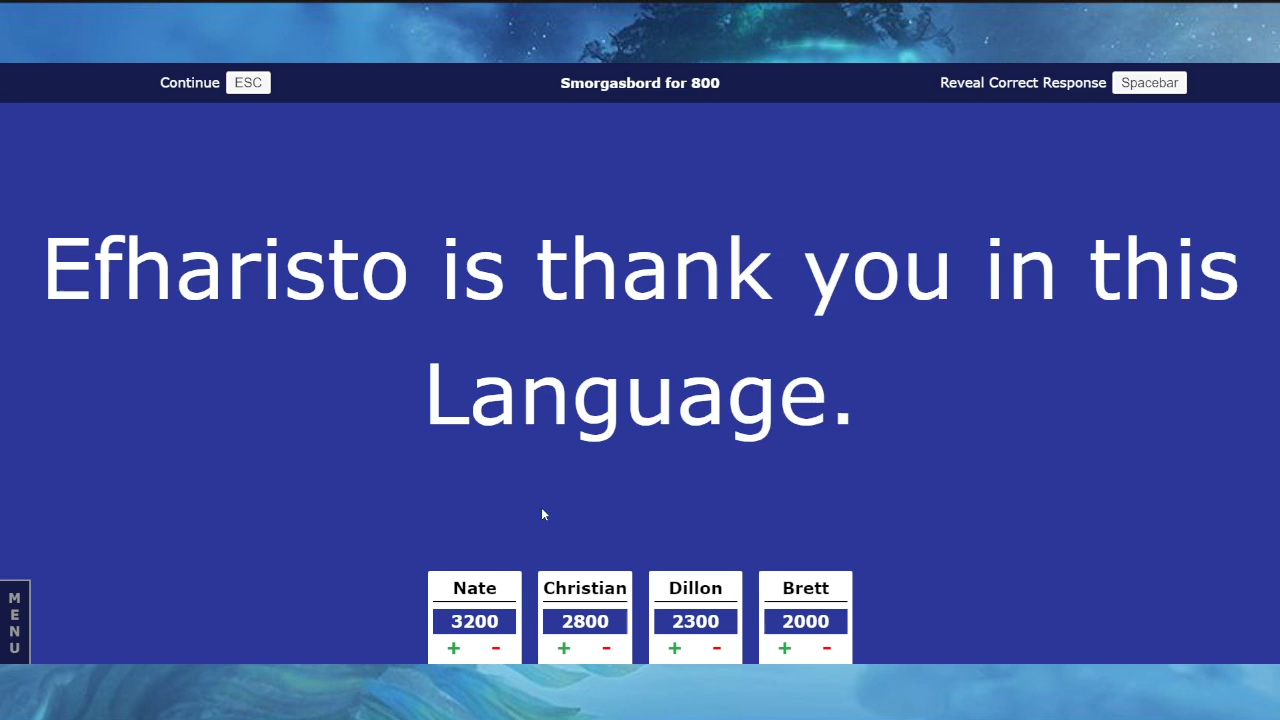 Continue ESC Smorgasbord for 800 Reveal Correct Response Spacebar
Efharisto is thank you in this
Language.
MENU
Nate Christian Dillon Brett
3200 2800 2300 2000
+ - + - + - + -